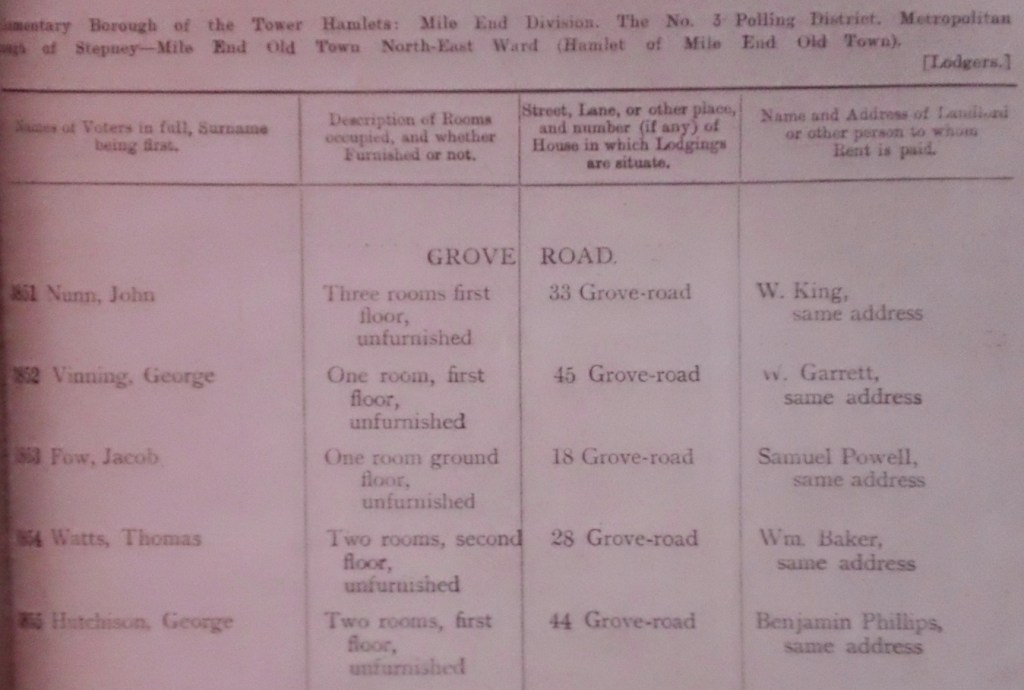 of the Tower Hamlets: Mile End Division. The No. 3 Polling District. Metropolitan
of Stepney—Mile End Old Town North-East Ward (Hamlet of Mile End Old Town).
[Lodgers.]
Names of Voters in full, Surname
being first.
Description of Rooms
occupied, and whether
Furnished or not.
Street, Lane, or other place,
and number (if any) of
House in which Lodgings
are situate.
Name and Address of Landlord
or other person to whom
Rent is paid.
GROVE ROAD.
Nunn, John
Three rooms first
floor,
unfurnished
33 Grove-road
W. King,
same address
Vinning, George
One room, first
floor,
unfurnished
45 Grove-road
W. Garrett,
same address
Fow, Jacob
One room ground
floor,
unfurnished
18 Grove-road
Samuel Powell,
same address
Watts, Thomas
Two rooms, second
floor,
unfurnished
28 Grove-road
Wm. Baker,
same address
Hutchison, George
Two rooms, first
floor,
unfurnished
44 Grove-road
Benjamin Phillips,
same address